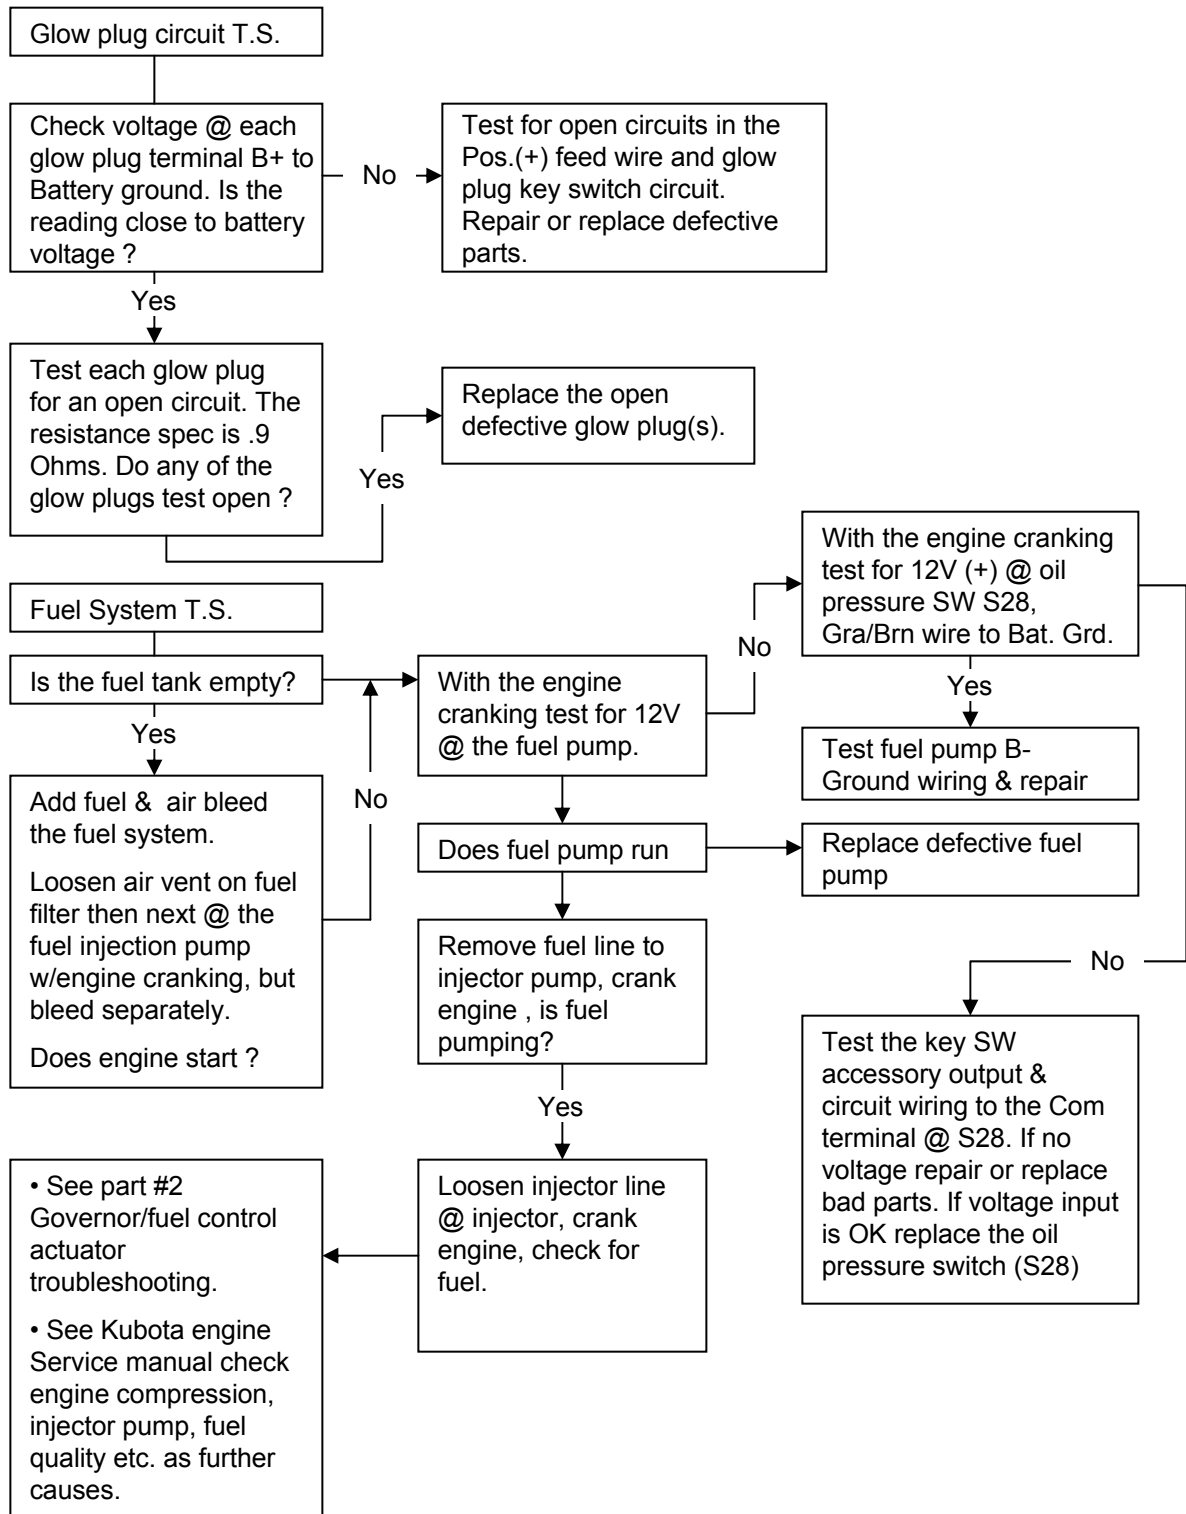 Glow plug circuit T.S.
Check voltage @ each
glow plug terminal B+ to
Battery ground. Is the
reading close to battery
voltage ?
No
Test for open circuits in the
Pos.(+) feed wire and glow
plug key switch circuit.
Repair or replace defective
parts.
Yes
Test each glow plug
for an open circuit. The
resistance spec is .9
Ohms. Do any of the
glow plugs test open ?
Yes
Replace the open
defective glow plug(s).
Fuel System T.S.
Is the fuel tank empty?
Yes
Add fuel & air bleed
the fuel system.
Loosen air vent on fuel
filter then next @ the
fuel injection pump
w/engine cranking, but
bleed separately.
Does engine start ?
No
With the engine
cranking test for 12V
@ the fuel pump.
No
With the engine cranking
test for 12V (+) @ oil
pressure SW S28,
Gra/Brn wire to Bat. Grd.
Yes
Test fuel pump B-
Ground wiring & repair
Does fuel pump run
Replace defective fuel
pump
Remove fuel line to
injector pump, crank
engine , is fuel
pumping?
No
Test the key SW
accessory output &
circuit wiring to the Com
terminal @ S28. If no
voltage repair or replace
bad parts. If voltage input
is OK replace the oil
pressure switch (S28)
Yes
Loosen injector line
@ injector, crank
engine, check for
fuel.
• See part #2
Governor/fuel control
actuator
troubleshooting.
• See Kubota engine
Service manual check
engine compression,
injector pump, fuel
quality etc. as further
causes.